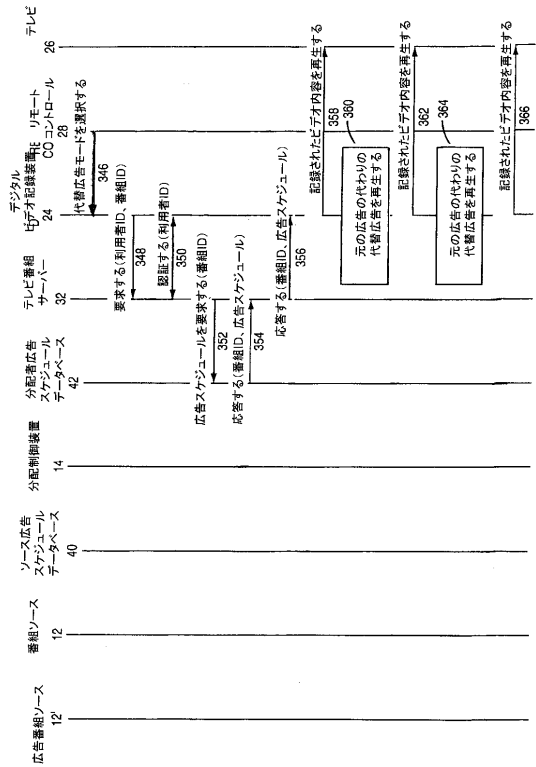 テレビ
26
リモート
コントロール
RE
CO
28
デジタル
ビデオ記録装置
D
24
テレビ番組
サーバー
32
分配者広告
スケジュール
データベース
42
分配制御装置
14
ソース広告
スケジュール
データベース
40
番組ソース
12
広告番組ソース
12'
代替広告モードを選択する
346
要求する(利用者ID、番組ID)
348
認証する(利用者ID)
350
広告スケジュールを要求する(番組ID)
352
応答する(番組ID、広告スケジュール)
354
応答する(番組ID、広告スケジュール)
356
記録されたビデオ内容を再生する
358
360
元の広告の代わりの
代替広告を再生する
記録されたビデオ内容を再生する
362
364
元の広告の代わりの
代替広告を再生する
記録されたビデオ内容を再生する
366